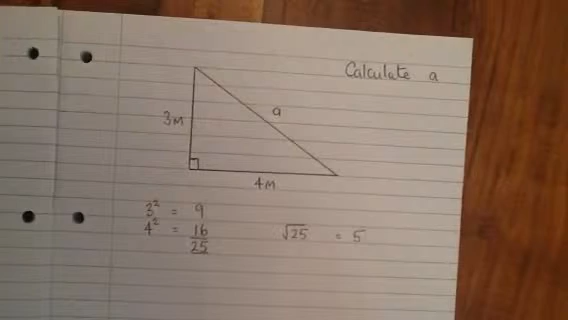 Calculate a
a
3m
4m
3² = 9
4² = 16
25
√25 = 5